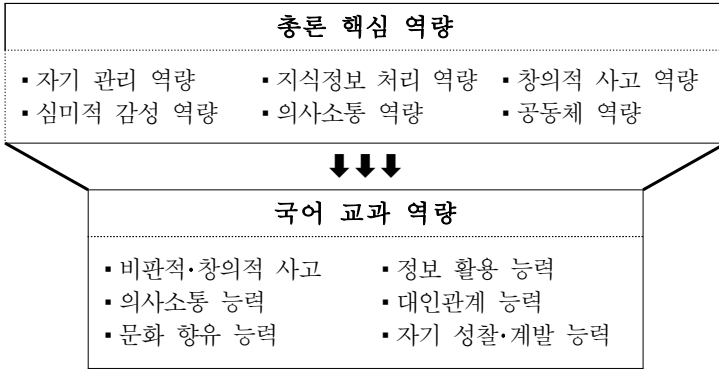 총론 핵심 역량
▪자기 관리 역량 ▪지식정보 처리 역량 ▪창의적 사고 역량
▪심미적 감성 역량 ▪의사소통 역량 ▪공동체 역량
국어 교과 역량
▪비판적·창의적 사고 ▪정보 활용 능력
▪의사소통 능력 ▪대인관계 능력
▪문화 향유 능력 ▪자기 성찰·계발 능력